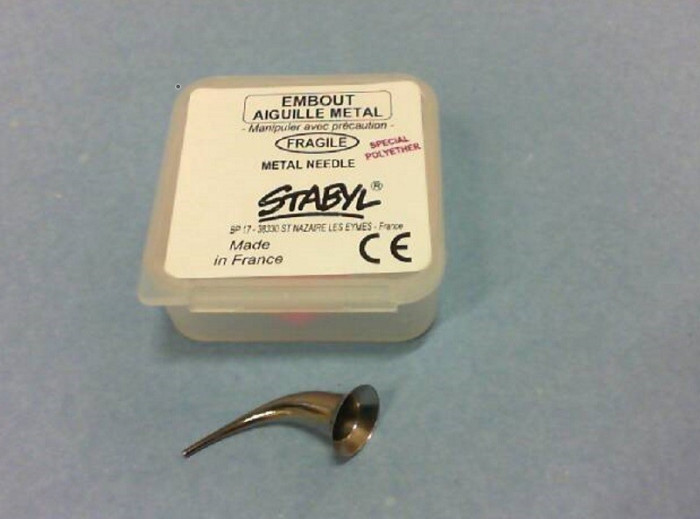 EMBOUT
AIGUILLE METAL
- Manipuler avec précaution -
FRAGILE
SPECIAL
POLYETHER
METAL NEEDLE
STABYL®
BP 17 - 38330 ST NAZAIRE LES EYMES - France
Made
in France
CE